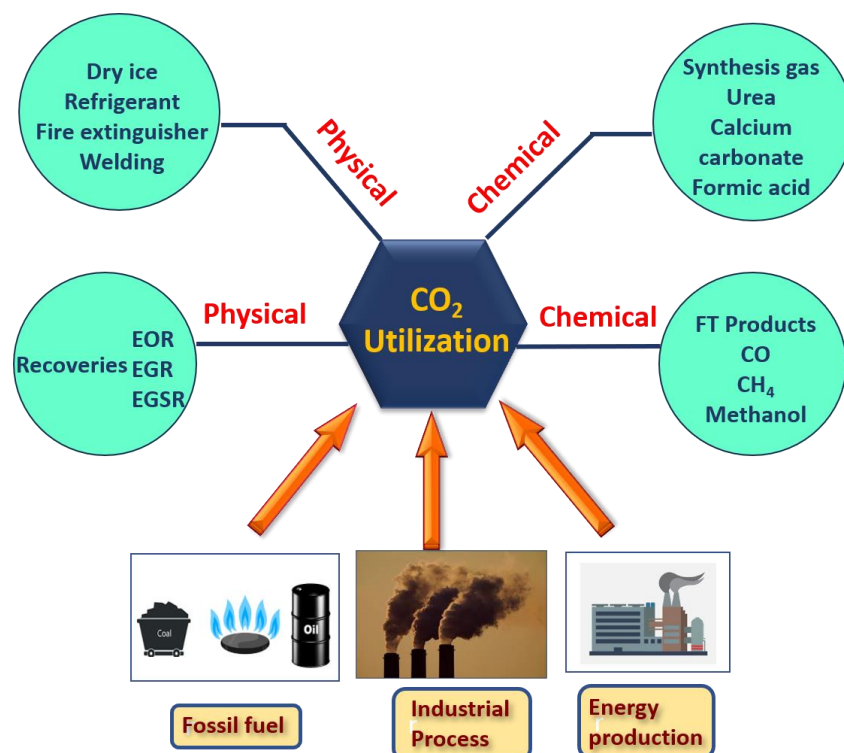 Dry ice
Refrigerant
Fire extinguisher
Welding
Physical
Chemical
Synthesis gas
Urea
Calcium
carbonate
Formic acid
Recoveries
EOR
EGR
EGSR
Physical
CO₂
Utilization
Chemical
FT Products
CO
CH₄
Methanol
Coal
Oil
Fossil fuel
Industrial
Process
Energy
production